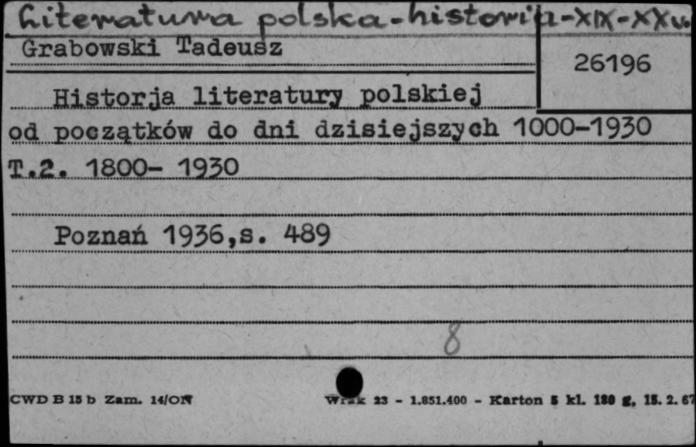 Literatura polska-historia-XIX-XXw.
Grabowski Tadeusz
26196
Historja literatury polskiej
od początków do dni dzisiejszych 1000-1930
T.2. 1800- 1930
Poznań 1936,s. 489
8
CWD B 15 b Zam. 14/ON
23 - 1.851.400 - Karton 5 kl. 180 g, 15. 2. 67